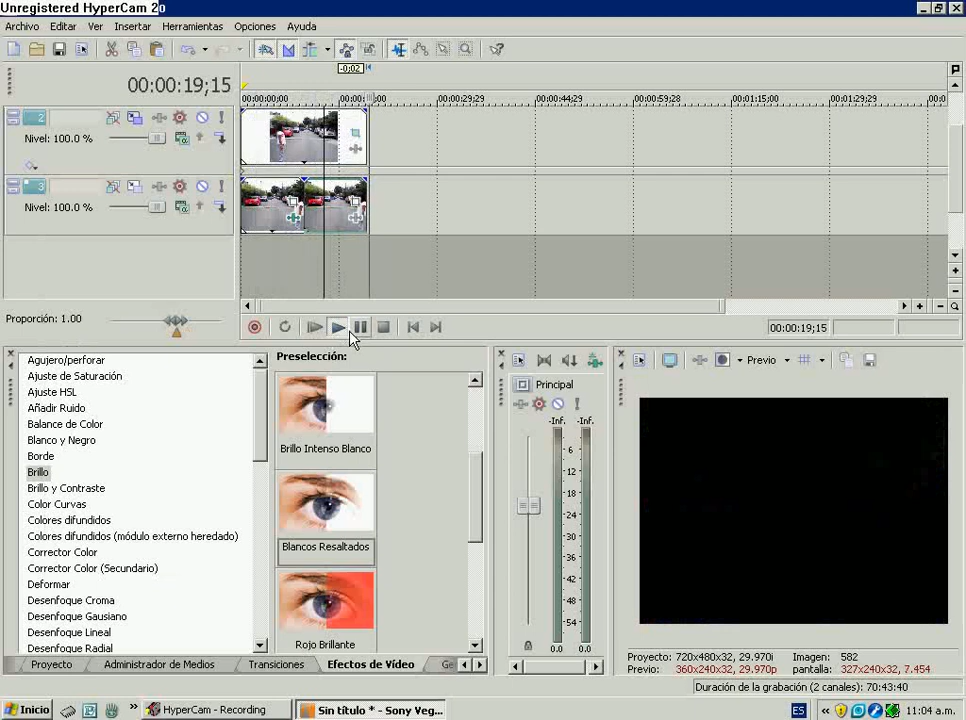 Unregistered HyperCam 2o
Archivo Editar Ver Insertar Herramientas Opciones Ayuda
-0;02
00:00:19;15
00:00:00;00 00:00: :00 00:00:29;29 00:00:44;29 00:00:59;28 00:01:15;00 00:01:29;29 00:0
2
Nivel: 100.0 %
3
Nivel: 100.0 %
Proporción: 1.00
00:00:19;15
Agujero/perforar
Ajuste de Saturación
Ajuste HSL
Añadir Ruido
Balance de Color
Blanco y Negro
Borde
Brillo
Brillo y Contraste
Color Curvas
Colores difundidos
Colores difundidos (módulo externo heredado)
Corrector Color
Corrector Color (Secundario)
Deformar
Desenfoque Croma
Desenfoque Gausiano
Desenfoque Lineal
Desenfoque Radial
Preselección:
Brillo Intenso Blanco
Blancos Resaltados
Rojo Brillante
Proyecto Administrador de Medios Transiciones Efectos de Vídeo Ge
Principal
-Inf. -Inf.
6
12
18
24
30
36
42
48
54
0.0 0.0
Previo
Proyecto: 720x480x32, 29.970i Imagen: 582
Previo: 360x240x32, 29.970p pantalla: 327x240x32, 7.454
Duración de la grabación (2 canales): 70:43:40
Inicio HyperCam - Recording Sin título * - Sony Veg... ES 11:04 a.m.